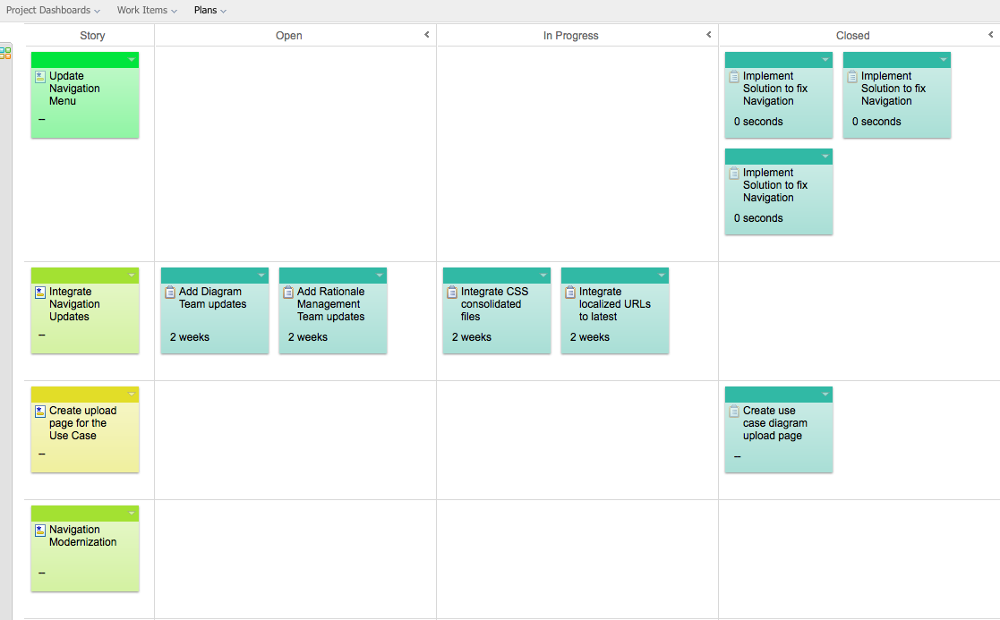 Project Dashboards Work Items Plans
Story Open In Progress Closed
Update
Navigation
Menu
–
Implement
Solution to fix
Navigation
0 seconds
Implement
Solution to fix
Navigation
0 seconds
Implement
Solution to fix
Navigation
0 seconds
Integrate
Navigation
Updates
–
Add Diagram
Team updates
2 weeks
Add Rationale
Management
Team updates
2 weeks
Integrate CSS
consolidated
files
2 weeks
Integrate
localized URLs
to latest
2 weeks
Create upload
page for the
Use Case
–
Create use
case diagram
upload page
–
Navigation
Modernization
–